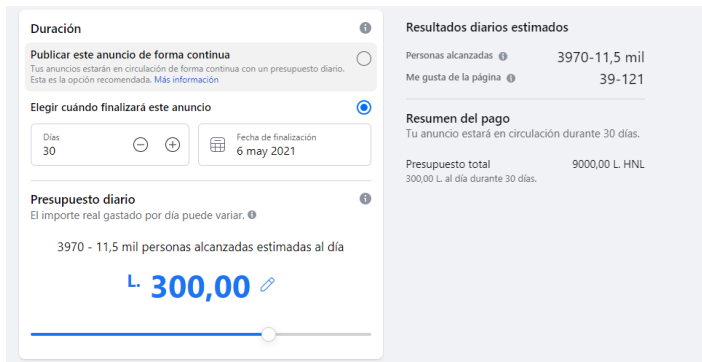 Duración
Publicar este anuncio de forma continua
Tus anuncios estarán en circulación de forma continua con un presupuesto diario.
Esta es la opción recomendada. Más información
Elegir cuándo finalizará este anuncio
Días
30
Fecha de finalización
6 may 2021
Presupuesto diario
El importe real gastado por día puede variar.
3970 - 11,5 mil personas alcanzadas estimadas al día
L. 300,00
Resultados diarios estimados
Personas alcanzadas 3970-11,5 mil
Me gusta de la página 39-121
Resumen del pago
Tu anuncio estará en circulación durante 30 días.
Presupuesto total 9000,00 L. HNL
300,00 L. al día durante 30 días.